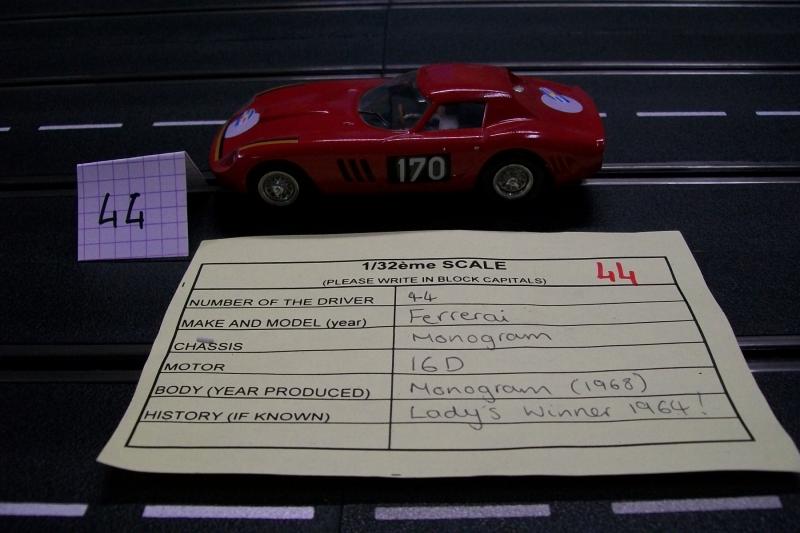 170
44
1/32ème SCALE 44
(PLEASE WRITE IN BLOCK CAPITALS)
NUMBER OF THE DRIVER 44
MAKE AND MODEL (year) Ferrerai
CHASSIS Monogram
MOTOR 16D
BODY (YEAR PRODUCED) Monogram (1968)
HISTORY (IF KNOWN) Lady's Winner 1964!